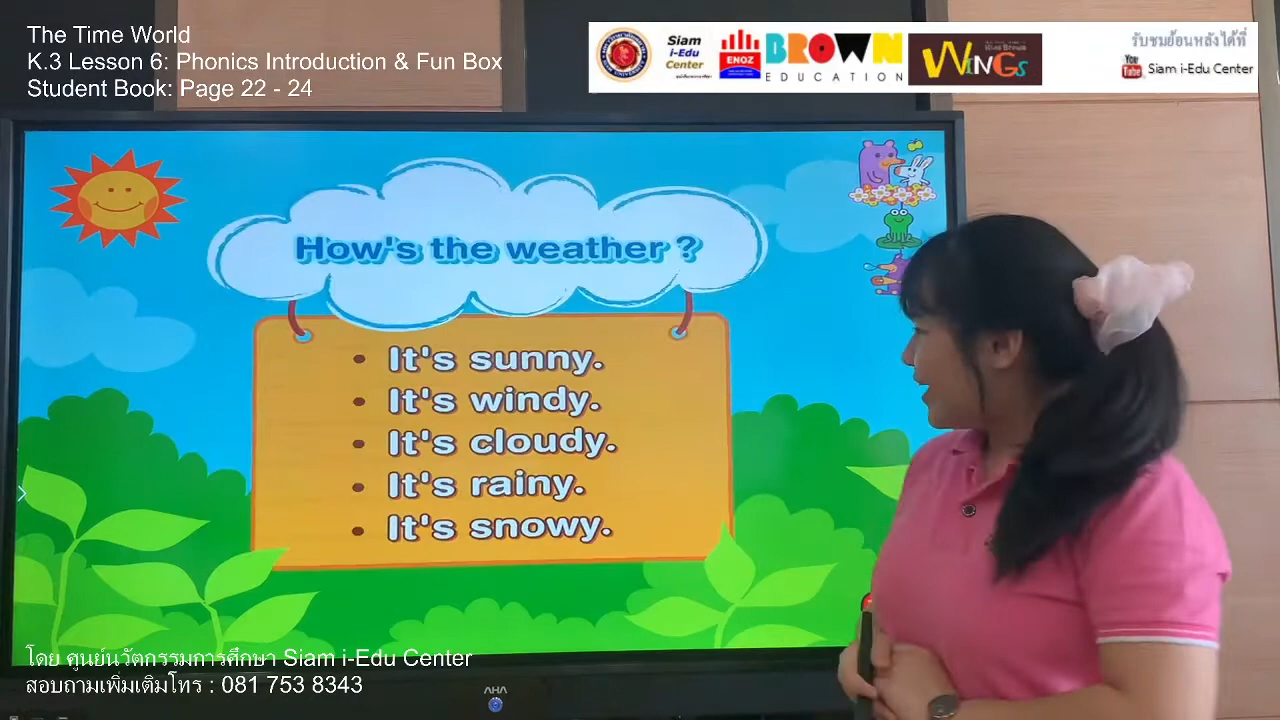 The Time World
K.3 Lesson 6: Phonics Introduction & Fun Box
Student Book: Page 22 - 24
Siam
i-Edu
Center
ENOZ
BROWN
EDUCATION
WiNGs
รับชมย้อนหลังได้ที่
You
Tube
Siam i-Edu Center
How's the weather ?
• It's sunny.
• It's windy.
• It's cloudy.
• It's rainy.
• It's snowy.
โดย ศูนย์นวัตกรรมการศึกษา Siam i-Edu Center
สอบถามเพิ่มเติมโทร : 081 753 8343
AHA